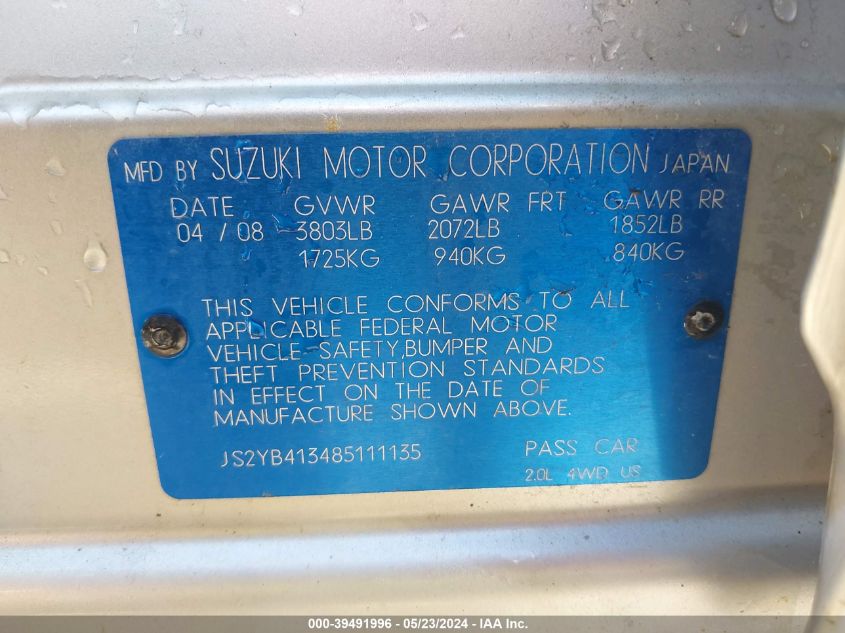 MFD BY SUZUKI MOTOR CORPORATION JAPAN
DATE GVWR GAWR FRT GAWR RR
04 / 08 3803LB 2072LB 1852LB
1725KG 940KG 840KG
THIS VEHICLE CONFORMS TO ALL
APPLICABLE FEDERAL MOTOR
VEHICLE SAFETY,BUMPER AND
THEFT PREVENTION STANDARDS
IN EFFECT ON THE DATE OF
MANUFACTURE SHOWN ABOVE.
JS2YB413485111135 PASS CAR
2.0L 4WD US
000-39491996 - 05/23/2024 - IAA Inc.